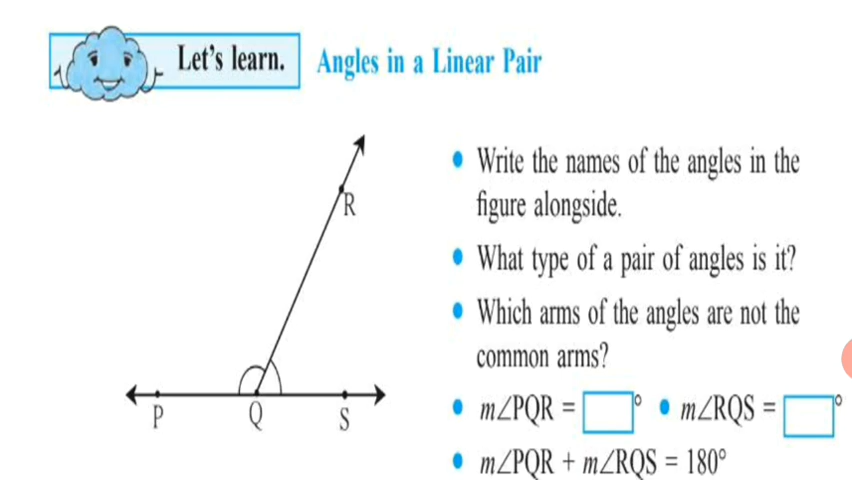 Let's learn. Angles in a Linear Pair
R
P
Q
S
• Write the names of the angles in the
figure alongside.
• What type of a pair of angles is it?
• Which arms of the angles are not the
common arms?
• m∠PQR = ° • m∠RQS = °
• m∠PQR + m∠RQS = 180°